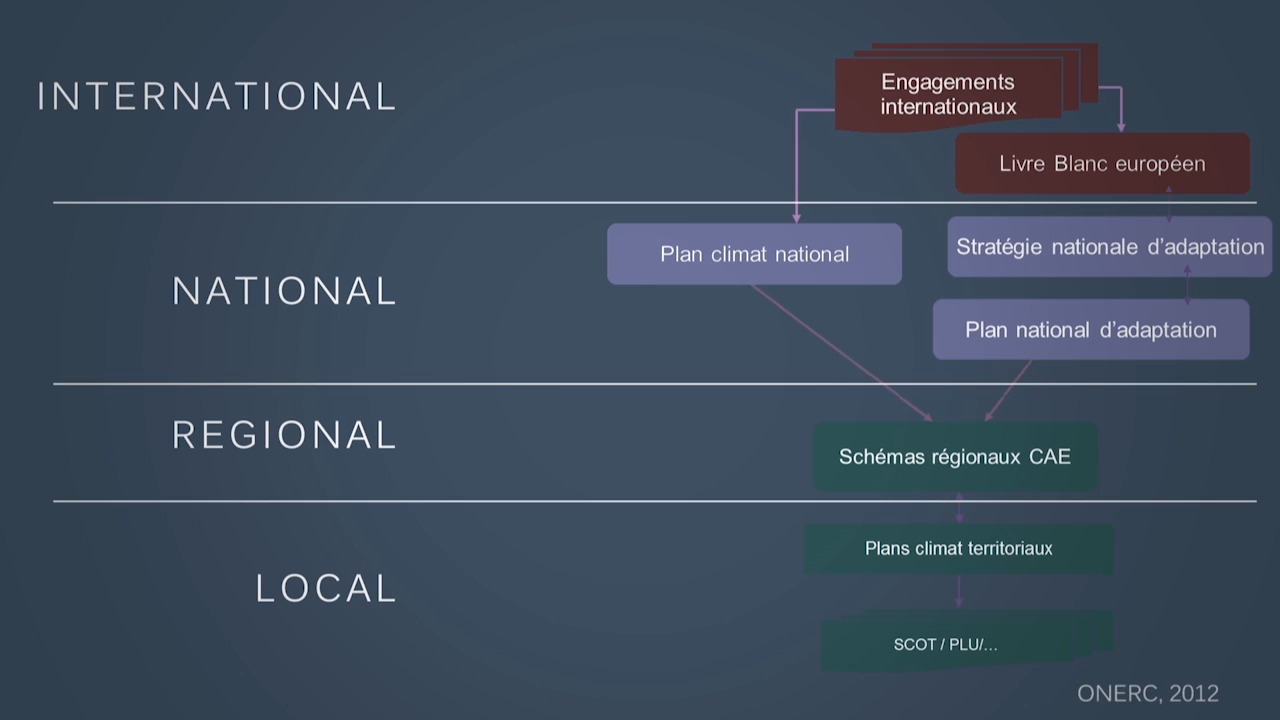 INTERNATIONAL
Engagements
internationaux
Livre Blanc européen
NATIONAL
Plan climat national
Stratégie nationale d’adaptation
Plan national d’adaptation
REGIONAL
Schémas régionaux CAE
LOCAL
Plans climat territoriaux
SCOT / PLU/…
ONERC, 2012